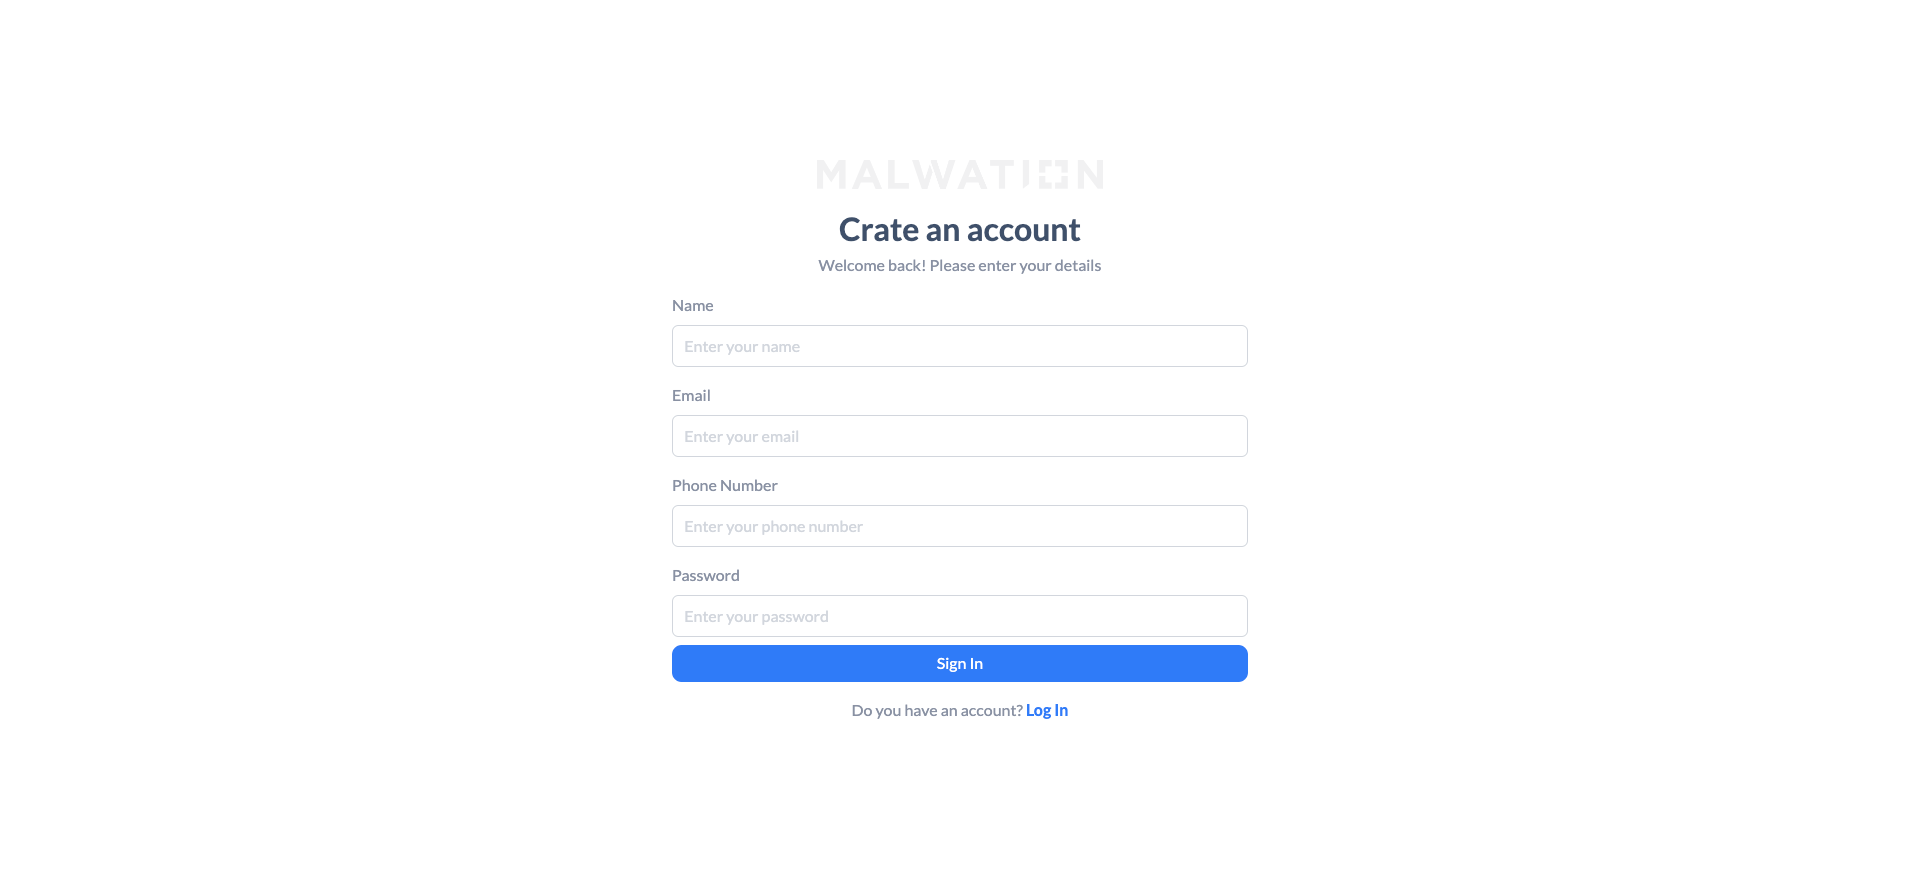 MALWATION
Crate an account
Welcome back! Please enter your details
Name
Enter your name
Email
Enter your email
Phone Number
Enter your phone number
Password
Enter your password
Sign In
Do you have an account? Log In